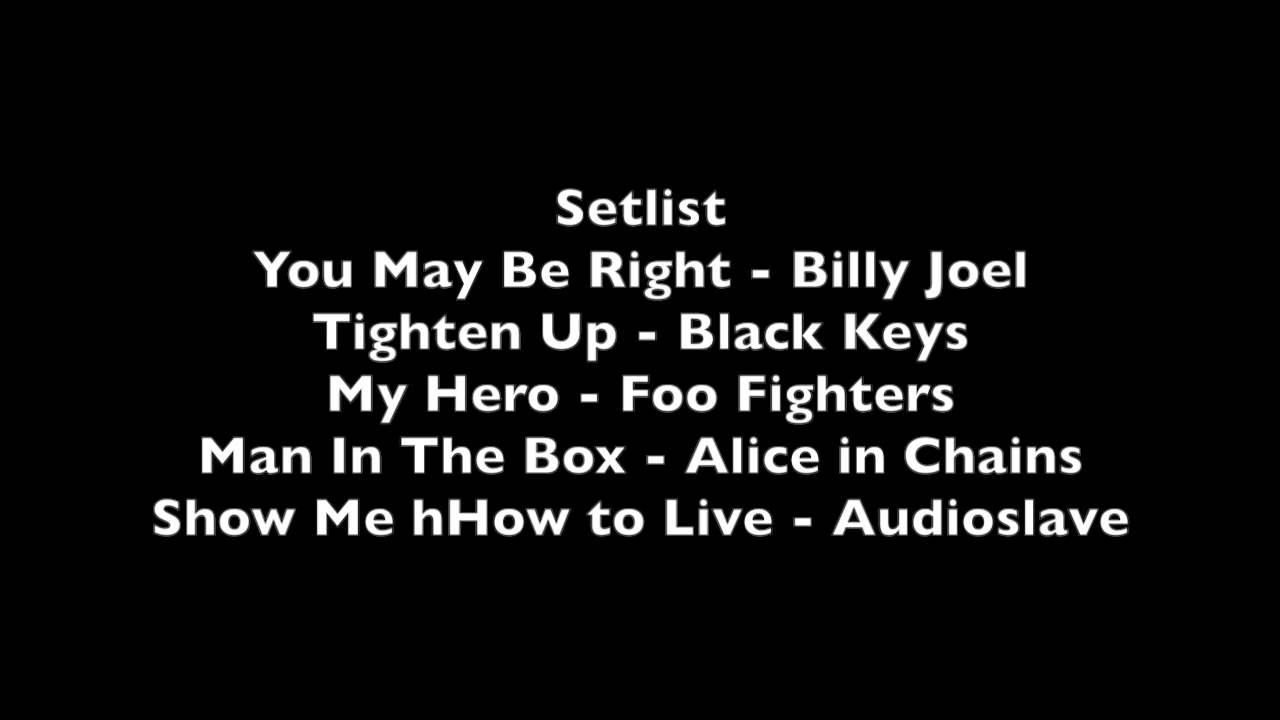 Setlist
You May Be Right - Billy Joel
Tighten Up - Black Keys
My Hero - Foo Fighters
Man In The Box - Alice in Chains
Show Me hHow to Live - Audioslave